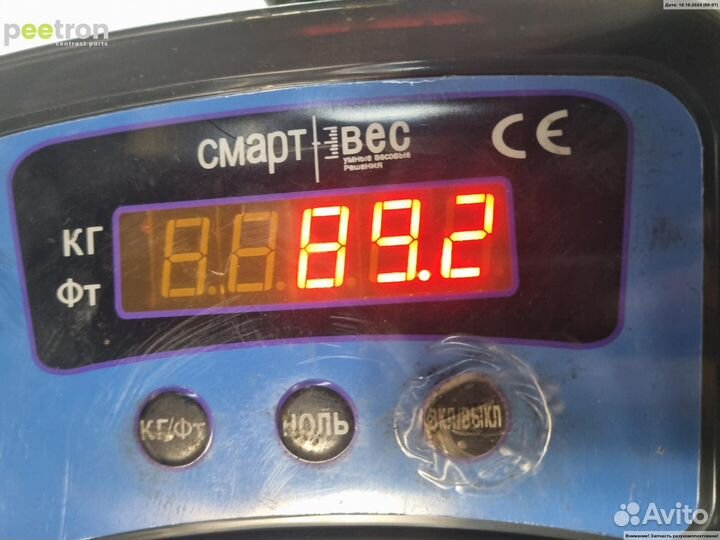 peetron
contract parts
Дата: 10.10.2024 (00:07)
смарт вес
умные весовые
Решения
CE
КГ
Фт
89.2
КГ/ФТ
НОЛЬ
ВКЛ/ВЫКЛ
Avito
Внимание! Запчасть разукомплектована!